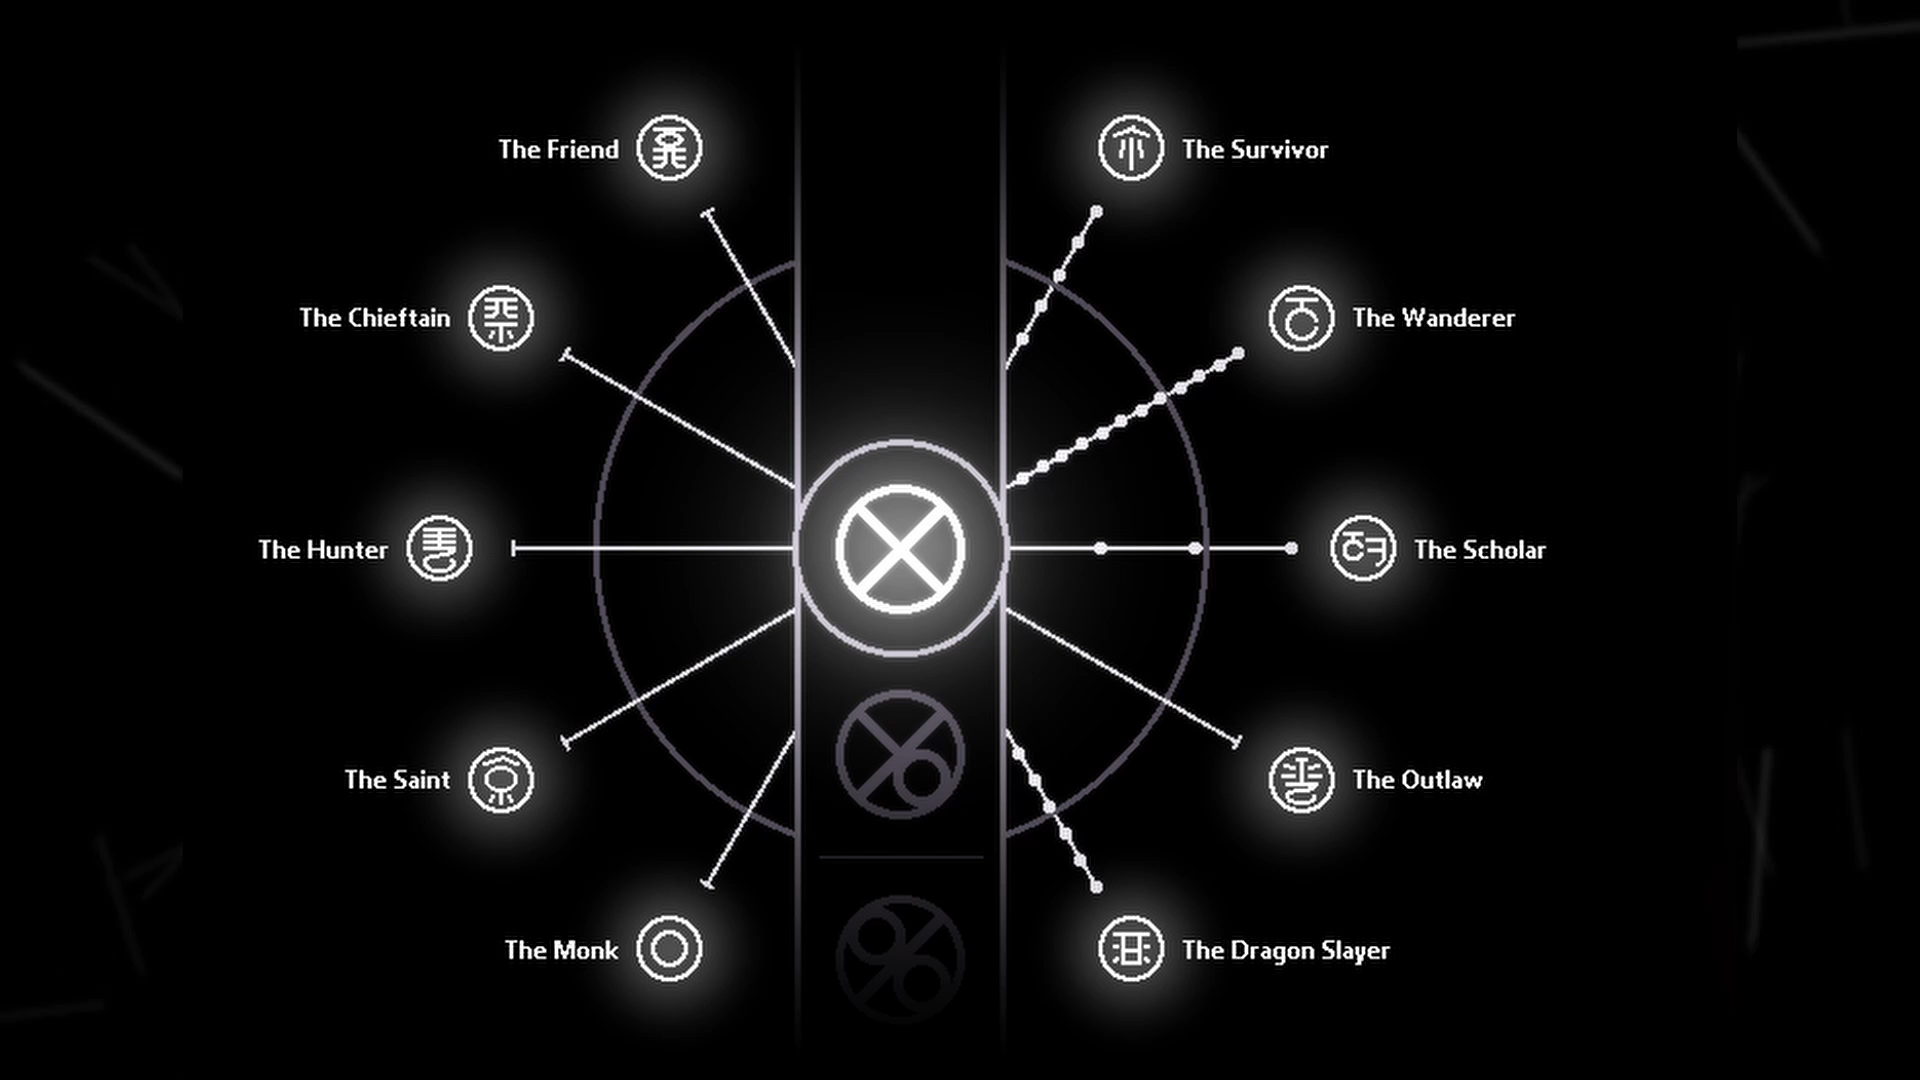 The Friend
The Survivor
The Chieftain
The Wanderer
The Hunter
The Scholar
The Saint
The Outlaw
The Monk
The Dragon Slayer